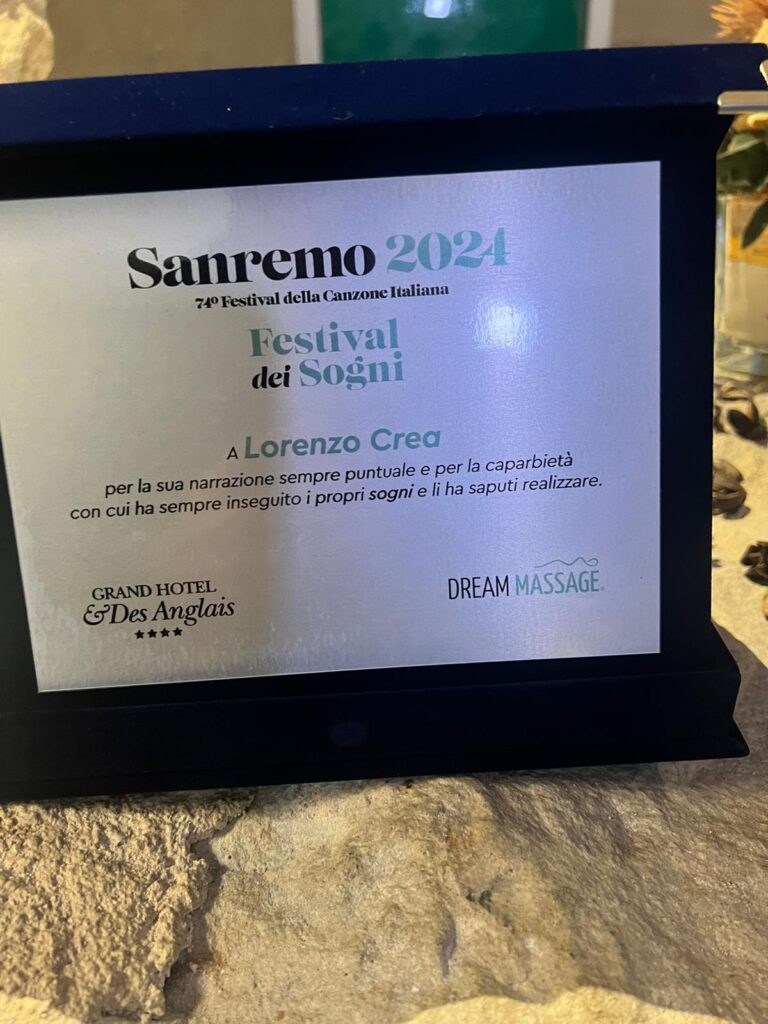 Sanremo 2024
74º Festival della Canzone Italiana
Festival
dei Sogni
A Lorenzo Crea
per la sua narrazione sempre puntuale e per la caparbietà
con cui ha sempre inseguito i propri sogni e li ha saputi realizzare.
GRAND HOTEL
& Des Anglais
DREAM MASSAGE